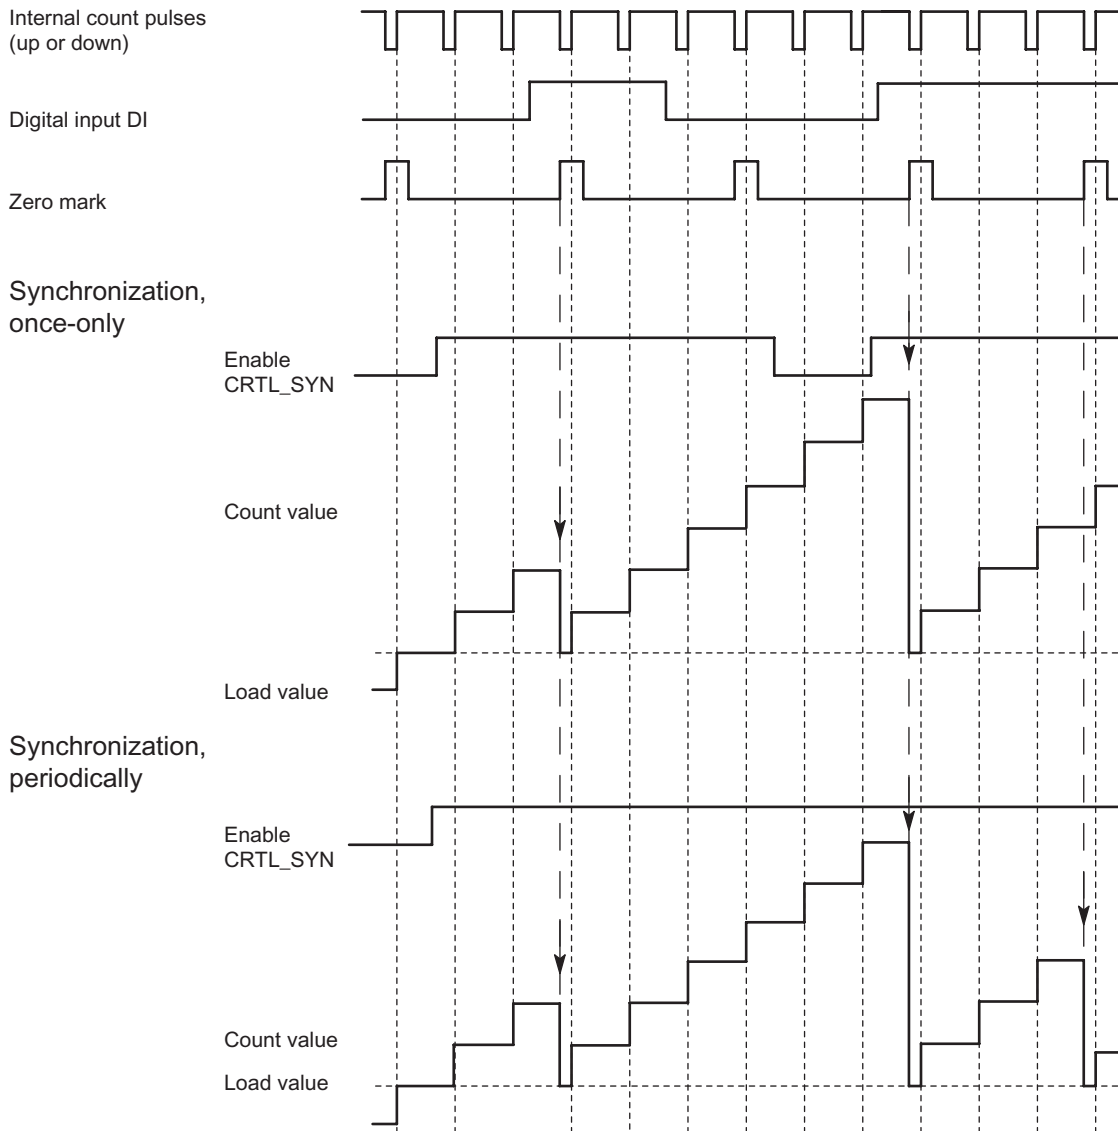 Internal count pulses
(up or down)
Digital input DI
Zero mark
Synchronization,
once-only
Enable
CRTL_SYN
Count value
Load value
Synchronization,
periodically
Enable
CRTL_SYN
Count value
Load value